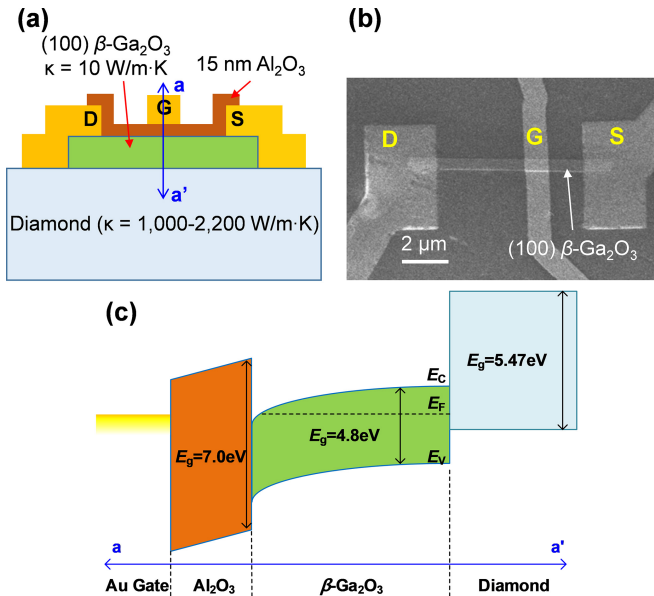 (a)
(100) β-Ga2O3
κ = 10 W/m·K
15 nm Al2O3
a
G
D
S
a'
Diamond (κ = 1,000-2,200 W/m·K)
(b)
D
G
S
2 μm
(100) β-Ga2O3
(c)
Eg=5.47eV
EC
EF
Eg=4.8eV
Eg=7.0eV
EV
a
a'
Au Gate
Al2O3
β-Ga2O3
Diamond